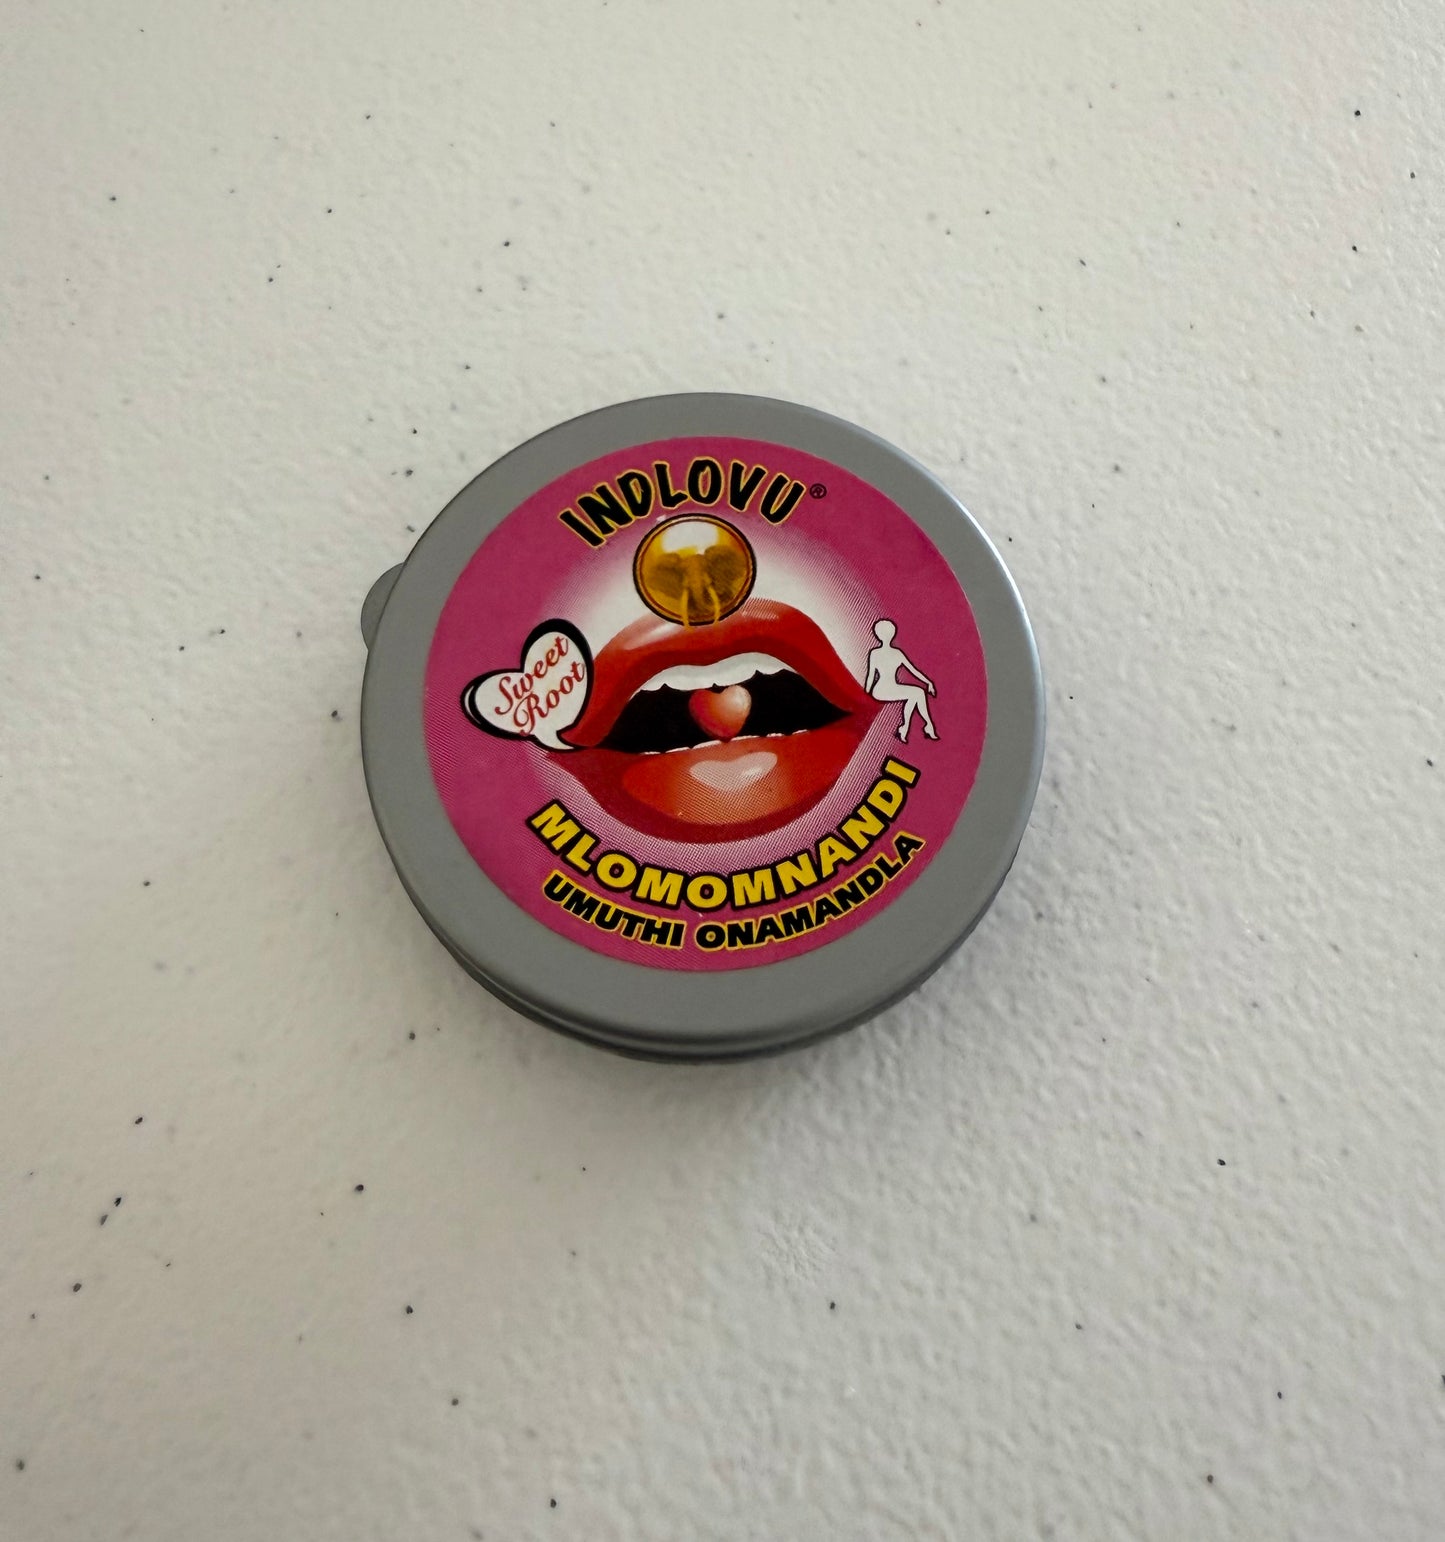 INDLOVU®
Sweet
Root
MLOMOMNANDI
UMUTHI ONAMANDLA